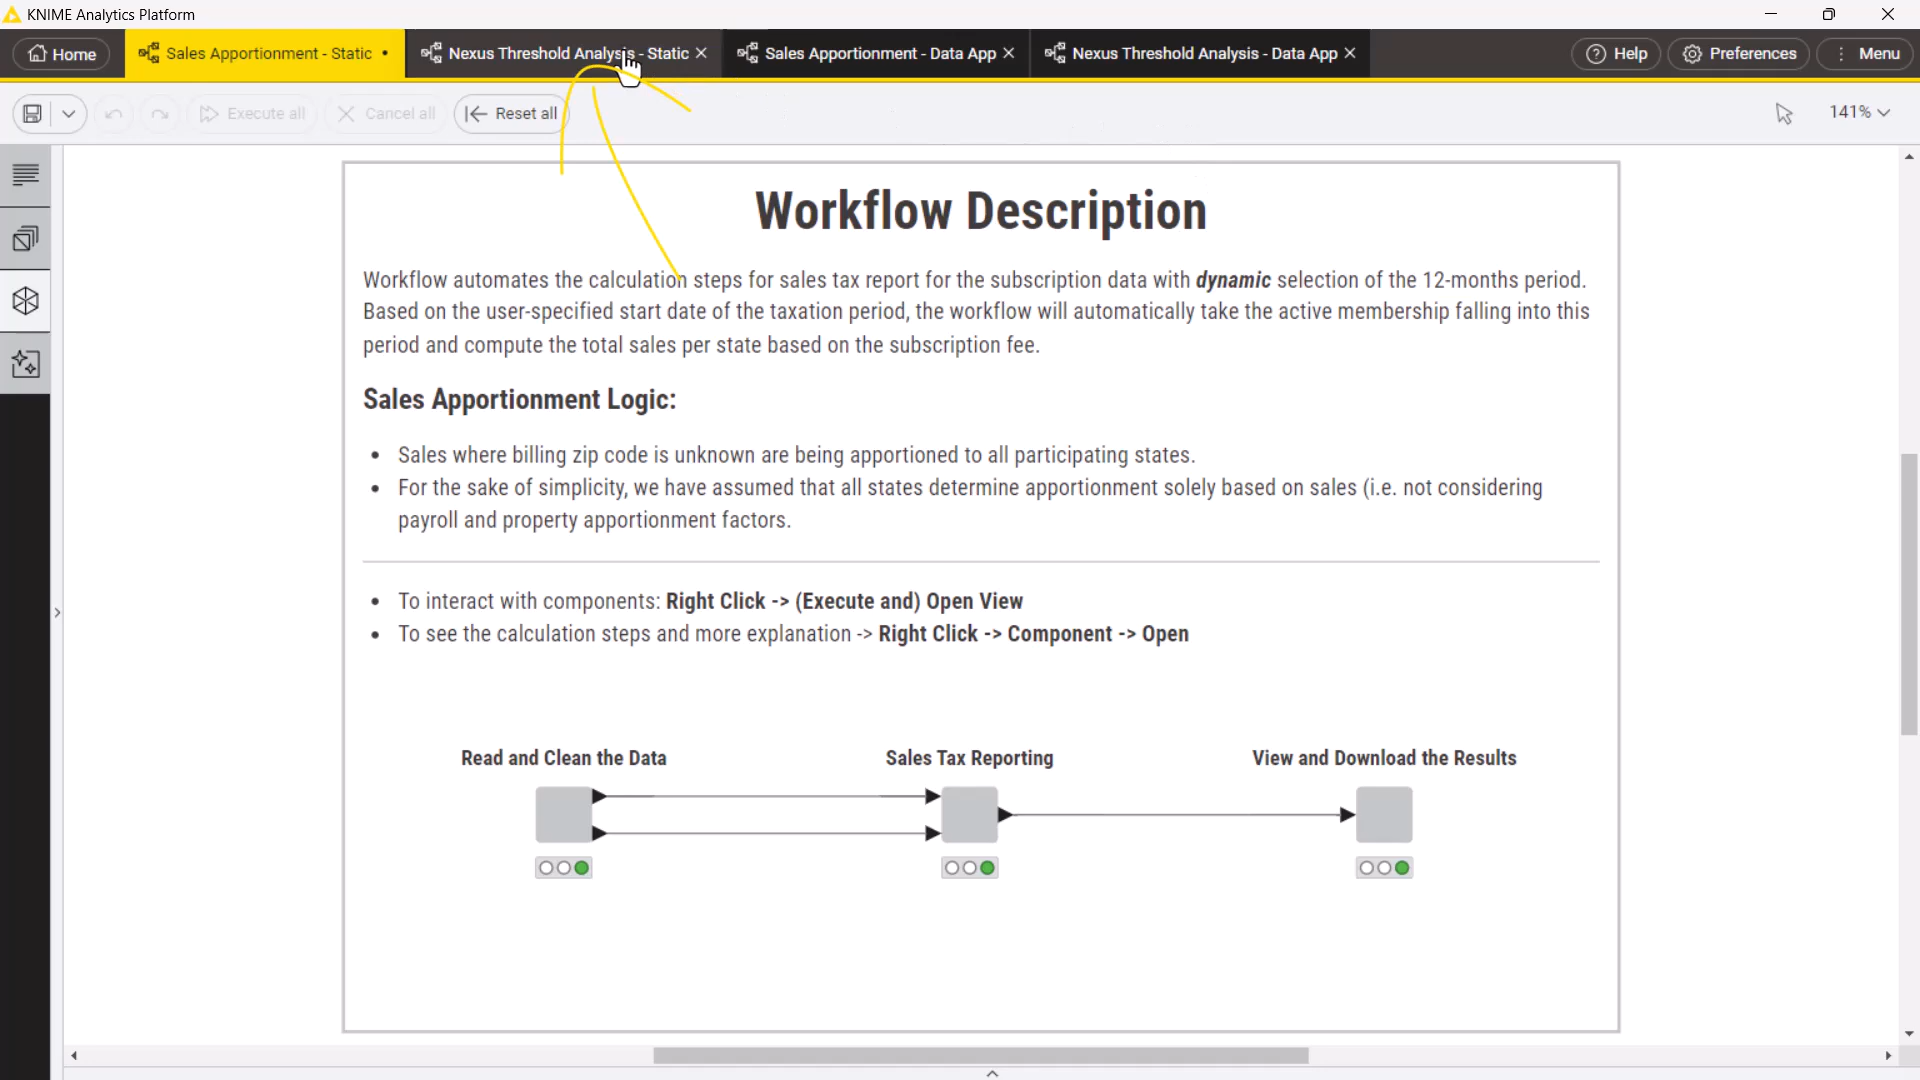 KNIME Analytics Platform
Home
Sales Apportionment - Static
Nexus Threshold Analysis - Static
Sales Apportionment - Data App
Nexus Threshold Analysis - Data App
Help
Preferences
Menu
Execute all
Cancel all
Reset all
141%
Workflow Description
Workflow automates the calculation steps for sales tax report for the subscription data with dynamic selection of the 12-months period.
Based on the user-specified start date of the taxation period, the workflow will automatically take the active membership falling into this
period and compute the total sales per state based on the subscription fee.
Sales Apportionment Logic:
• Sales where billing zip code is unknown are being apportioned to all participating states.
• For the sake of simplicity, we have assumed that all states determine apportionment solely based on sales (i.e. not considering
payroll and property apportionment factors.
• To interact with components: Right Click -> (Execute and) Open View
• To see the calculation steps and more explanation -> Right Click -> Component -> Open
Read and Clean the Data
Sales Tax Reporting
View and Download the Results